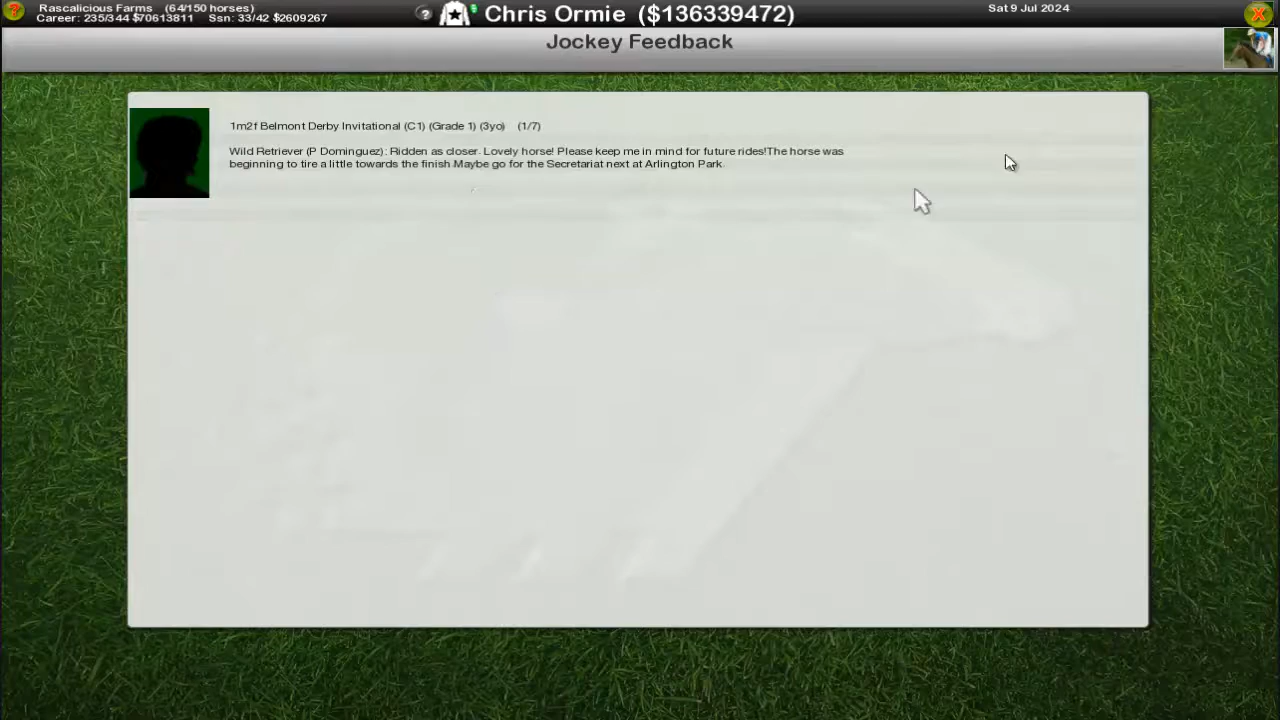 Rascalicious Farms (64/150 horses)
Career: 235/344 $70613811 Ssn: 33/42 $2609267
Chris Ormie ($136339472)
Sat 9 Jul 2024
Jockey Feedback
1m2f Belmont Derby Invitational (C1) (Grade 1) (3yo) (1/7)
Wild Retriever (P Dominguez): Ridden as closer. Lovely horse! Please keep me in mind for future rides!The horse was
beginning to tire a little towards the finish.Maybe go for the Secretariat next at Arlington Park.